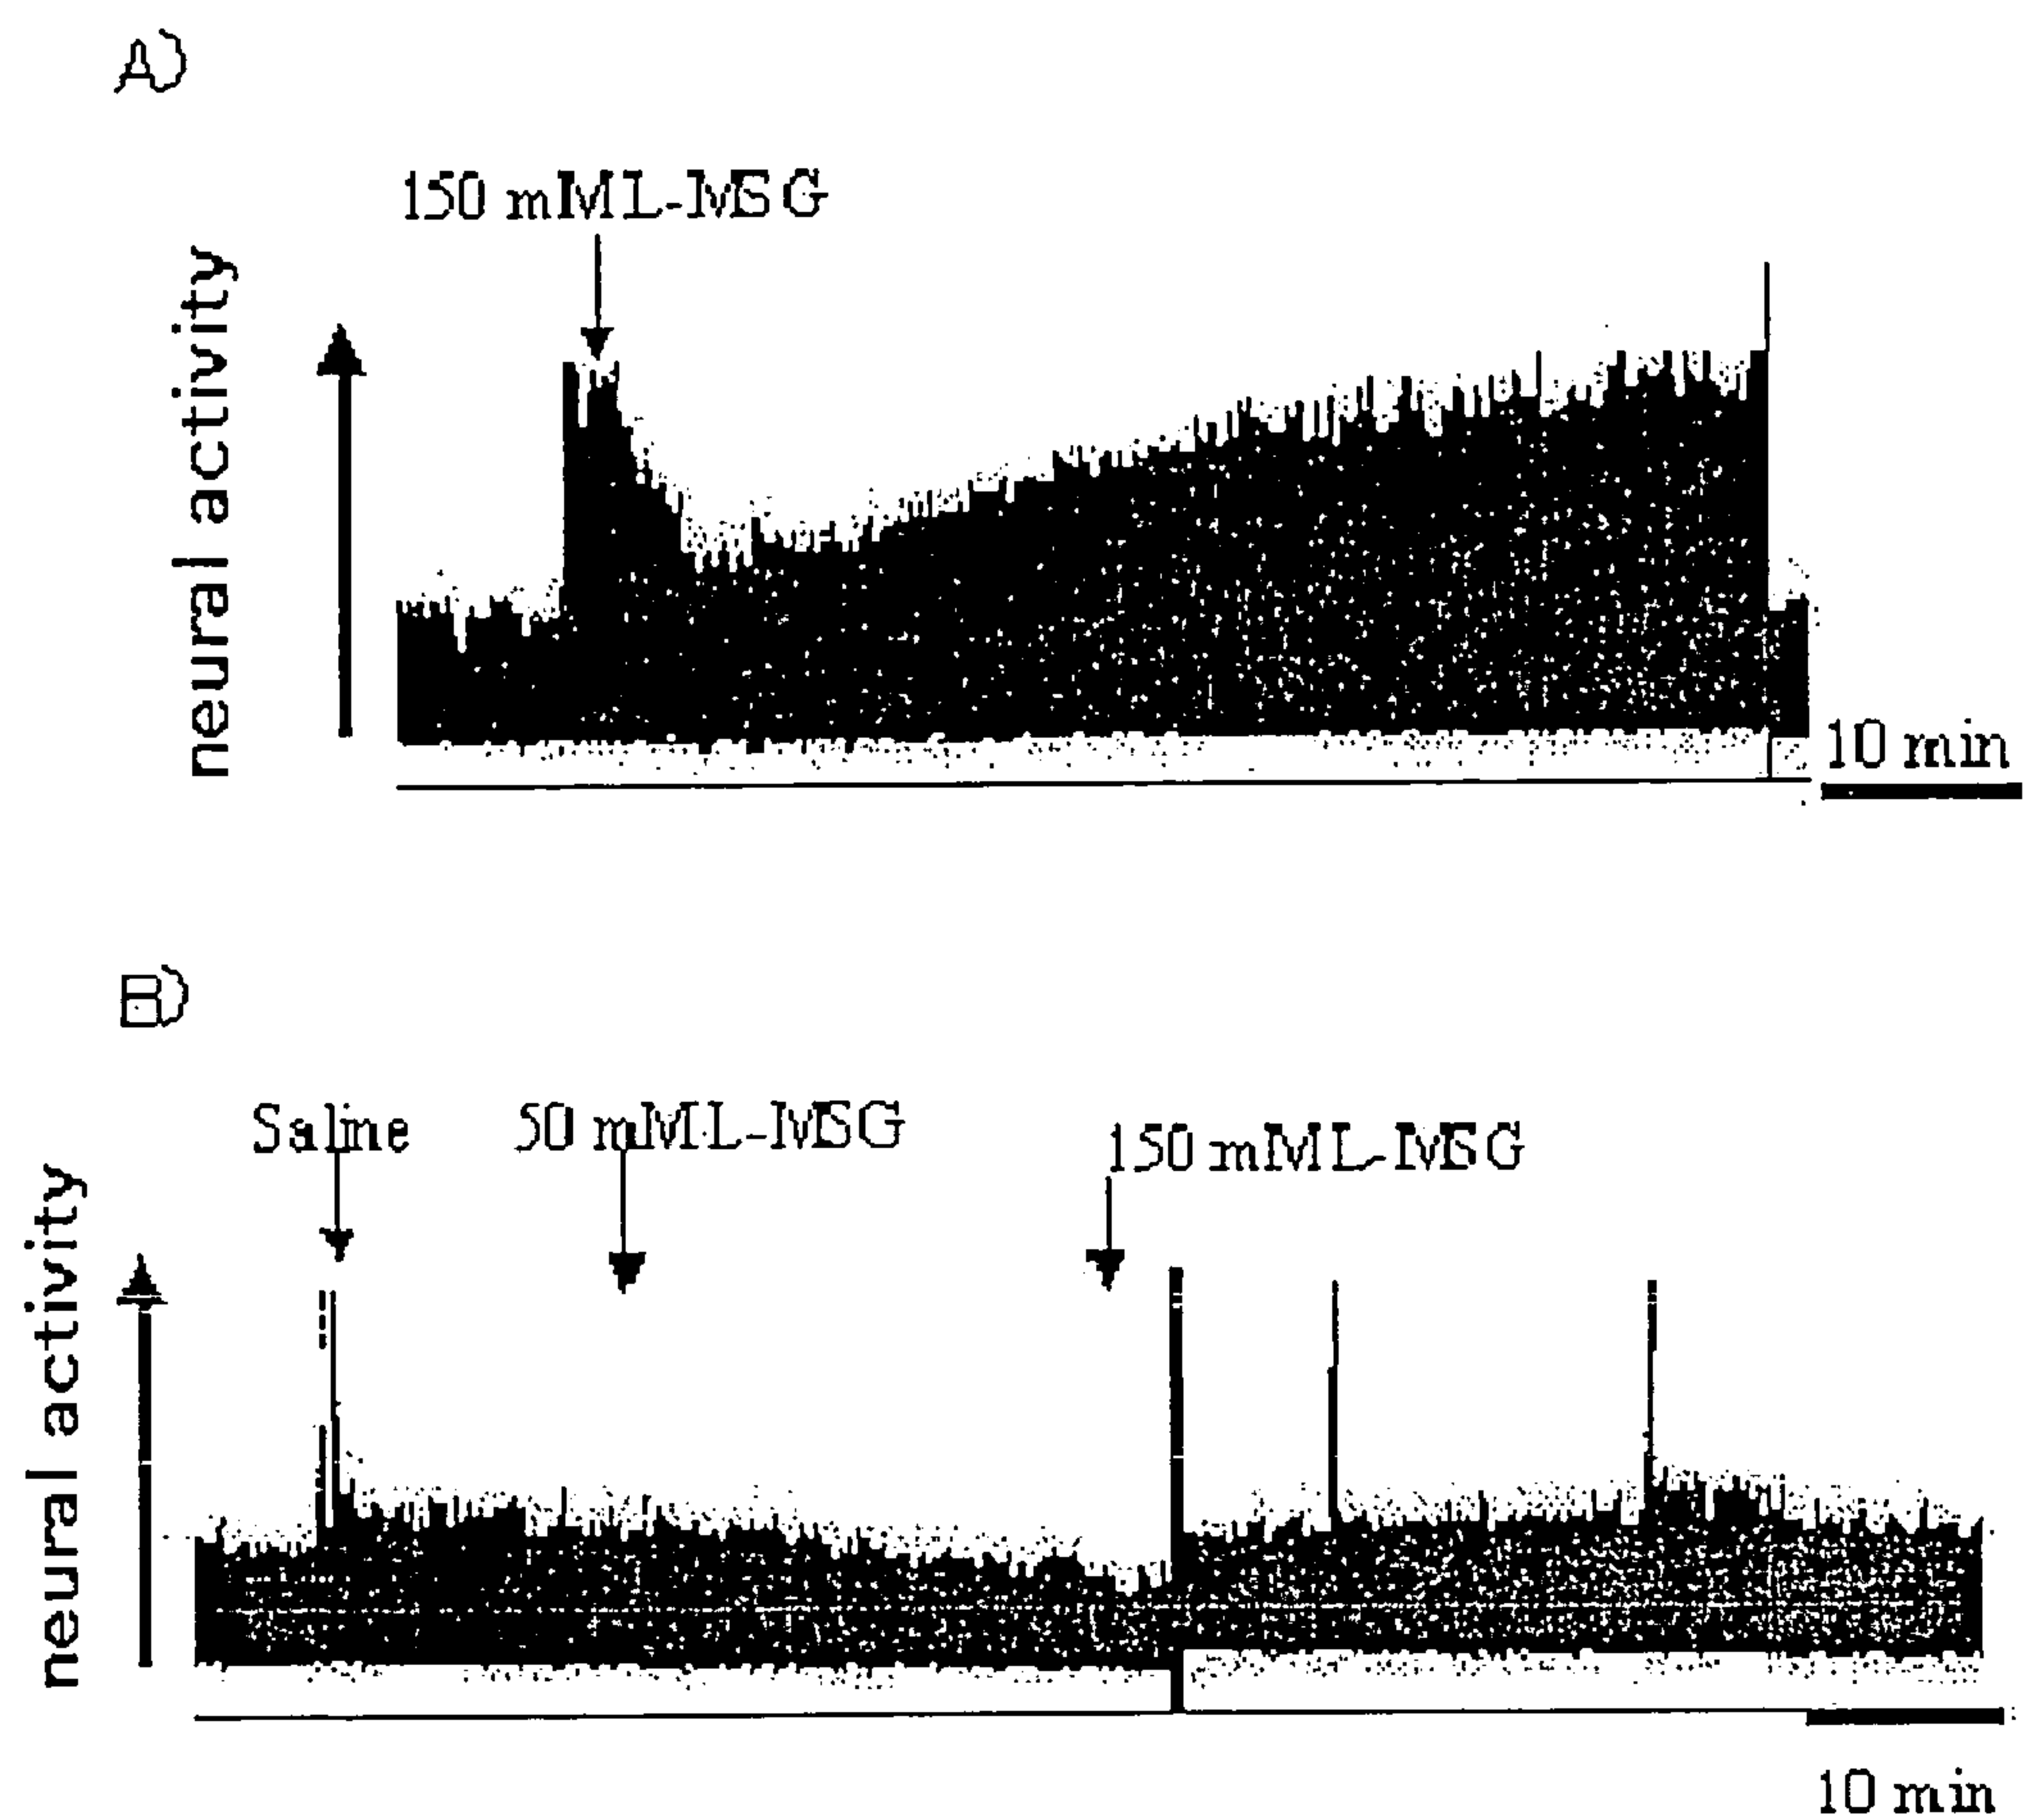 A)
150 mM L-MSG
neural activity
10 min
B)
Saline
50 mM L-MSG
150 mM L-MSG
neural activity
10 min